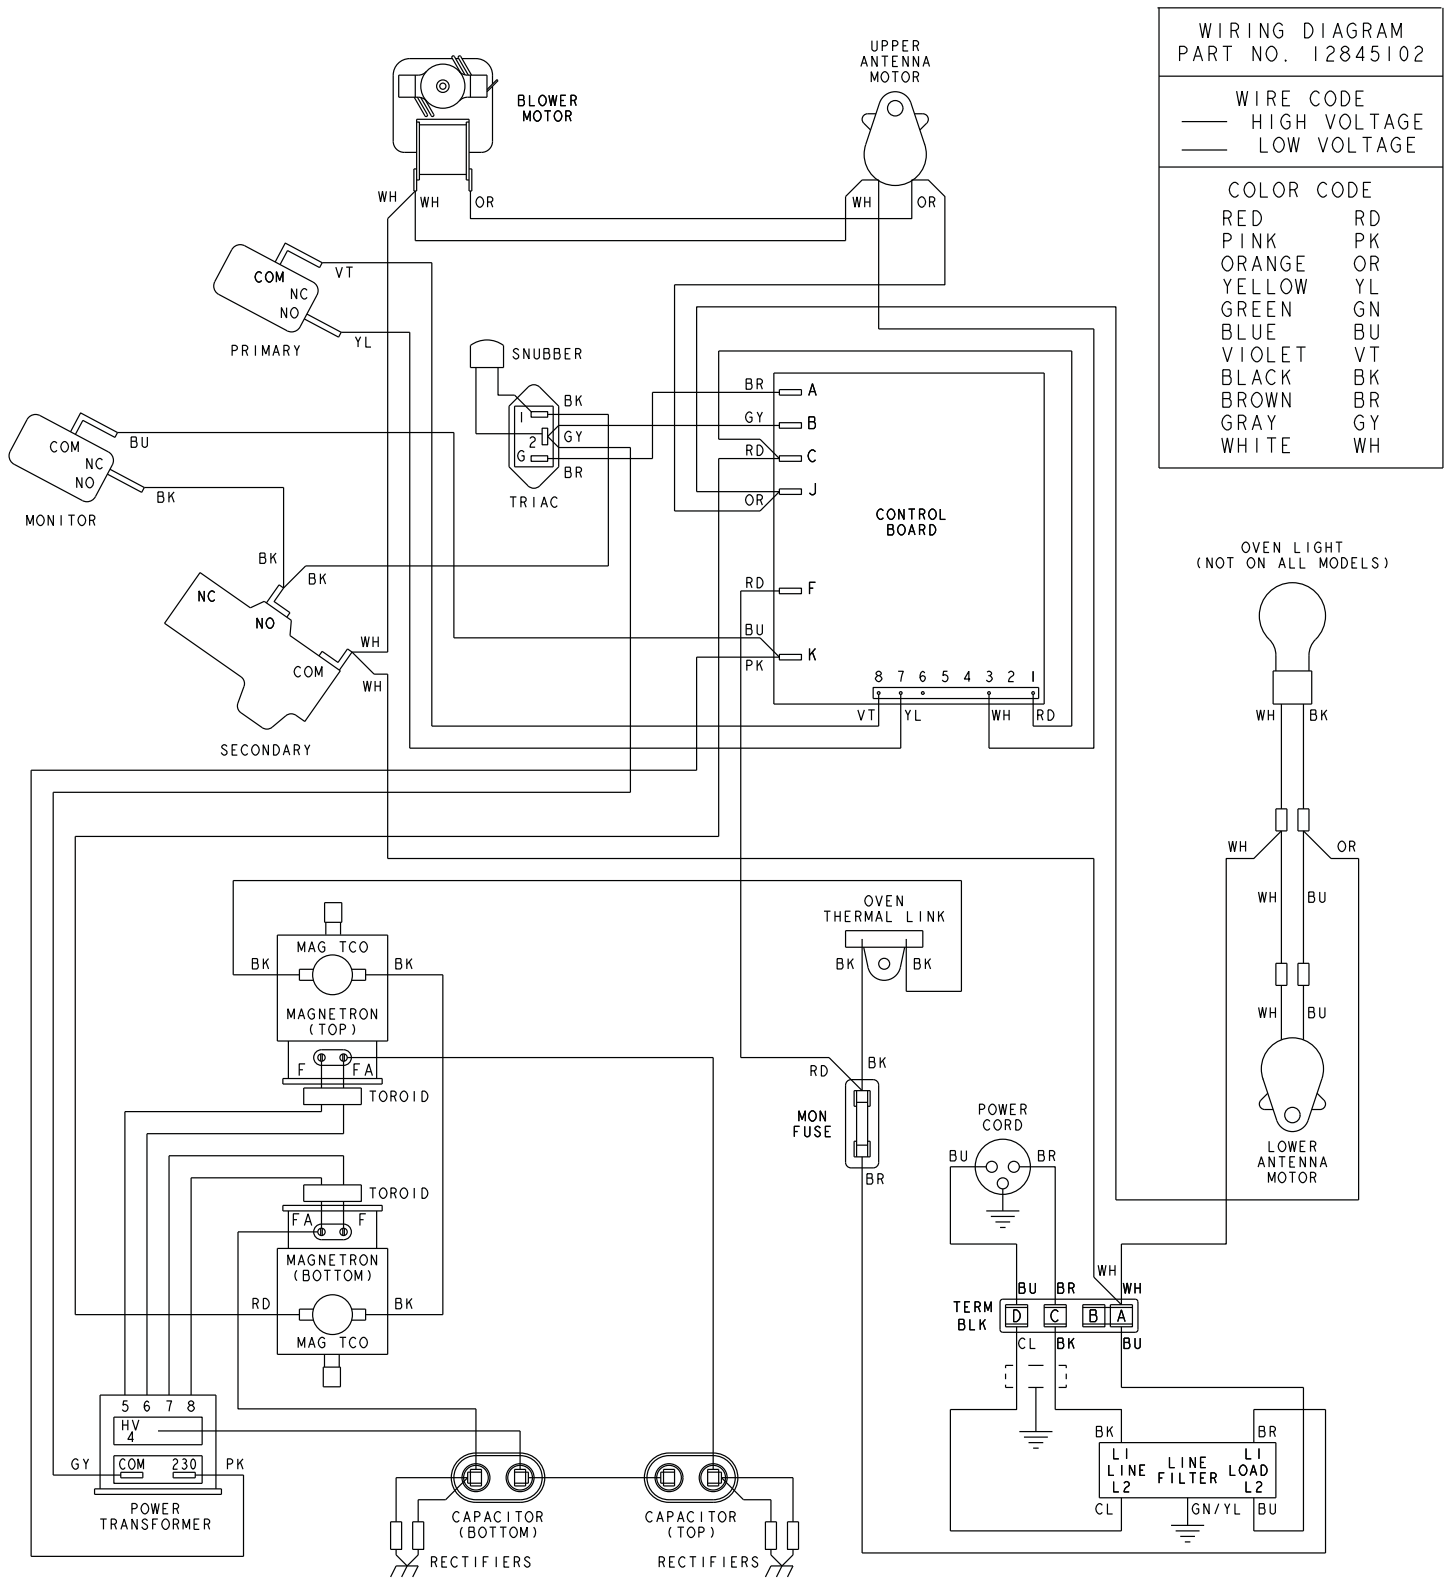 WIRING DIAGRAM
PART NO. 12845102
WIRE CODE
HIGH VOLTAGE
LOW VOLTAGE
COLOR CODE
RED RD
PINK PK
ORANGE OR
YELLOW YL
GREEN GN
BLUE BU
VIOLET VT
BLACK BK
BROWN BR
GRAY GY
WHITE WH
UPPER
ANTENNA
MOTOR
BLOWER
MOTOR
WH WH OR
WH OR
COM
NC
NO
VT
YL
PRIMARY
SNUBBER
BK
1
2
GY
G
BR
TRIAC
COM
NC
NO
BU
BK
MONITOR
BR A
GY B
RD C
J
OR
CONTROL
BOARD
RD F
BU
K
PK
8 7 6 5 4 3 2 1
VT YL WH RD
BK
BK
NC
NO
COM
WH
WH
SECONDARY
OVEN LIGHT
(NOT ON ALL MODELS)
WH BK
WH OR
WH BU
WH BU
LOWER
ANTENNA
MOTOR
OVEN
THERMAL LINK
BK BK
MAG TCO
BK BK
MAGNETRON
(TOP)
F FA
TOROID
TOROID
FA F
MAGNETRON
(BOTTOM)
RD BK
MAG TCO
RD BK
MON
FUSE
BR
POWER
CORD
BU BR
WH
BU BR WH
TERM
BLK
D C B A
CL BK BU
BK BR
L1 L1
LINE LINE LOAD
FILTER
L2 L2
CL GN/YL BU
5 6 7 8
HV
4
GY COM 230 PK
POWER
TRANSFORMER
CAPACITOR
(BOTTOM)
RECTIFIERS
CAPACITOR
(TOP)
RECTIFIERS